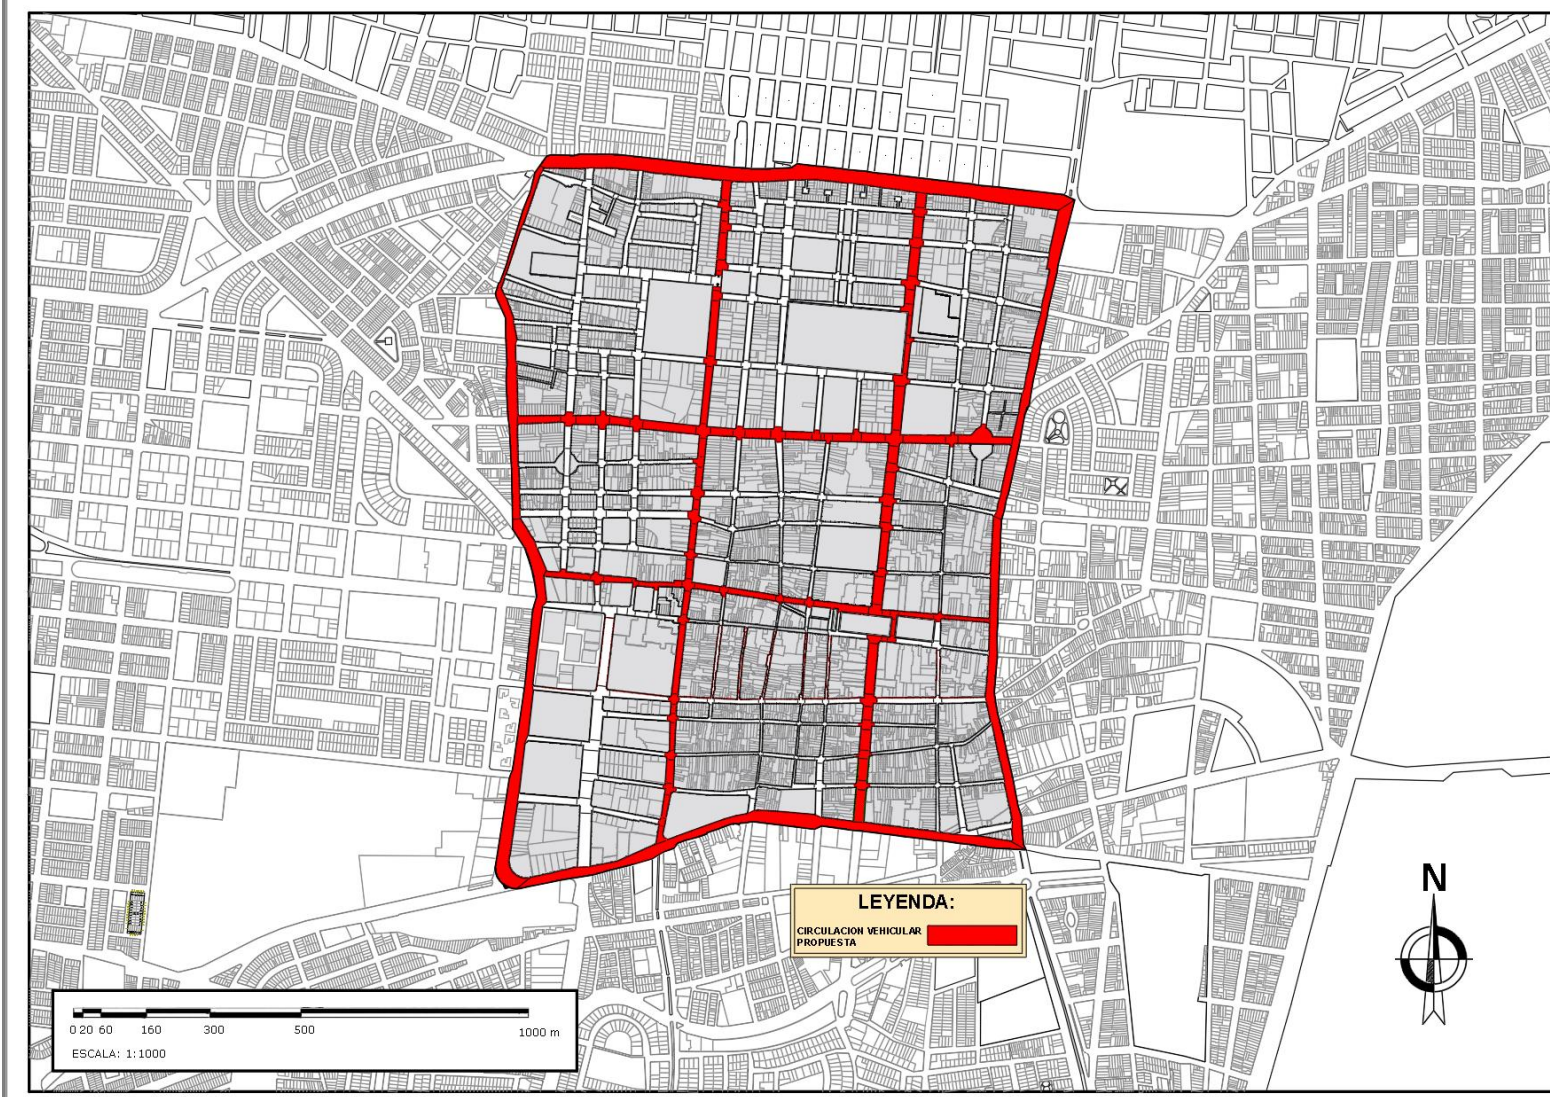 LEYENDA:
CIRCULACION VEHICULAR
PROPUESTA
N
0 20 60 160 300 500 1000 m
ESCALA: 1:1000